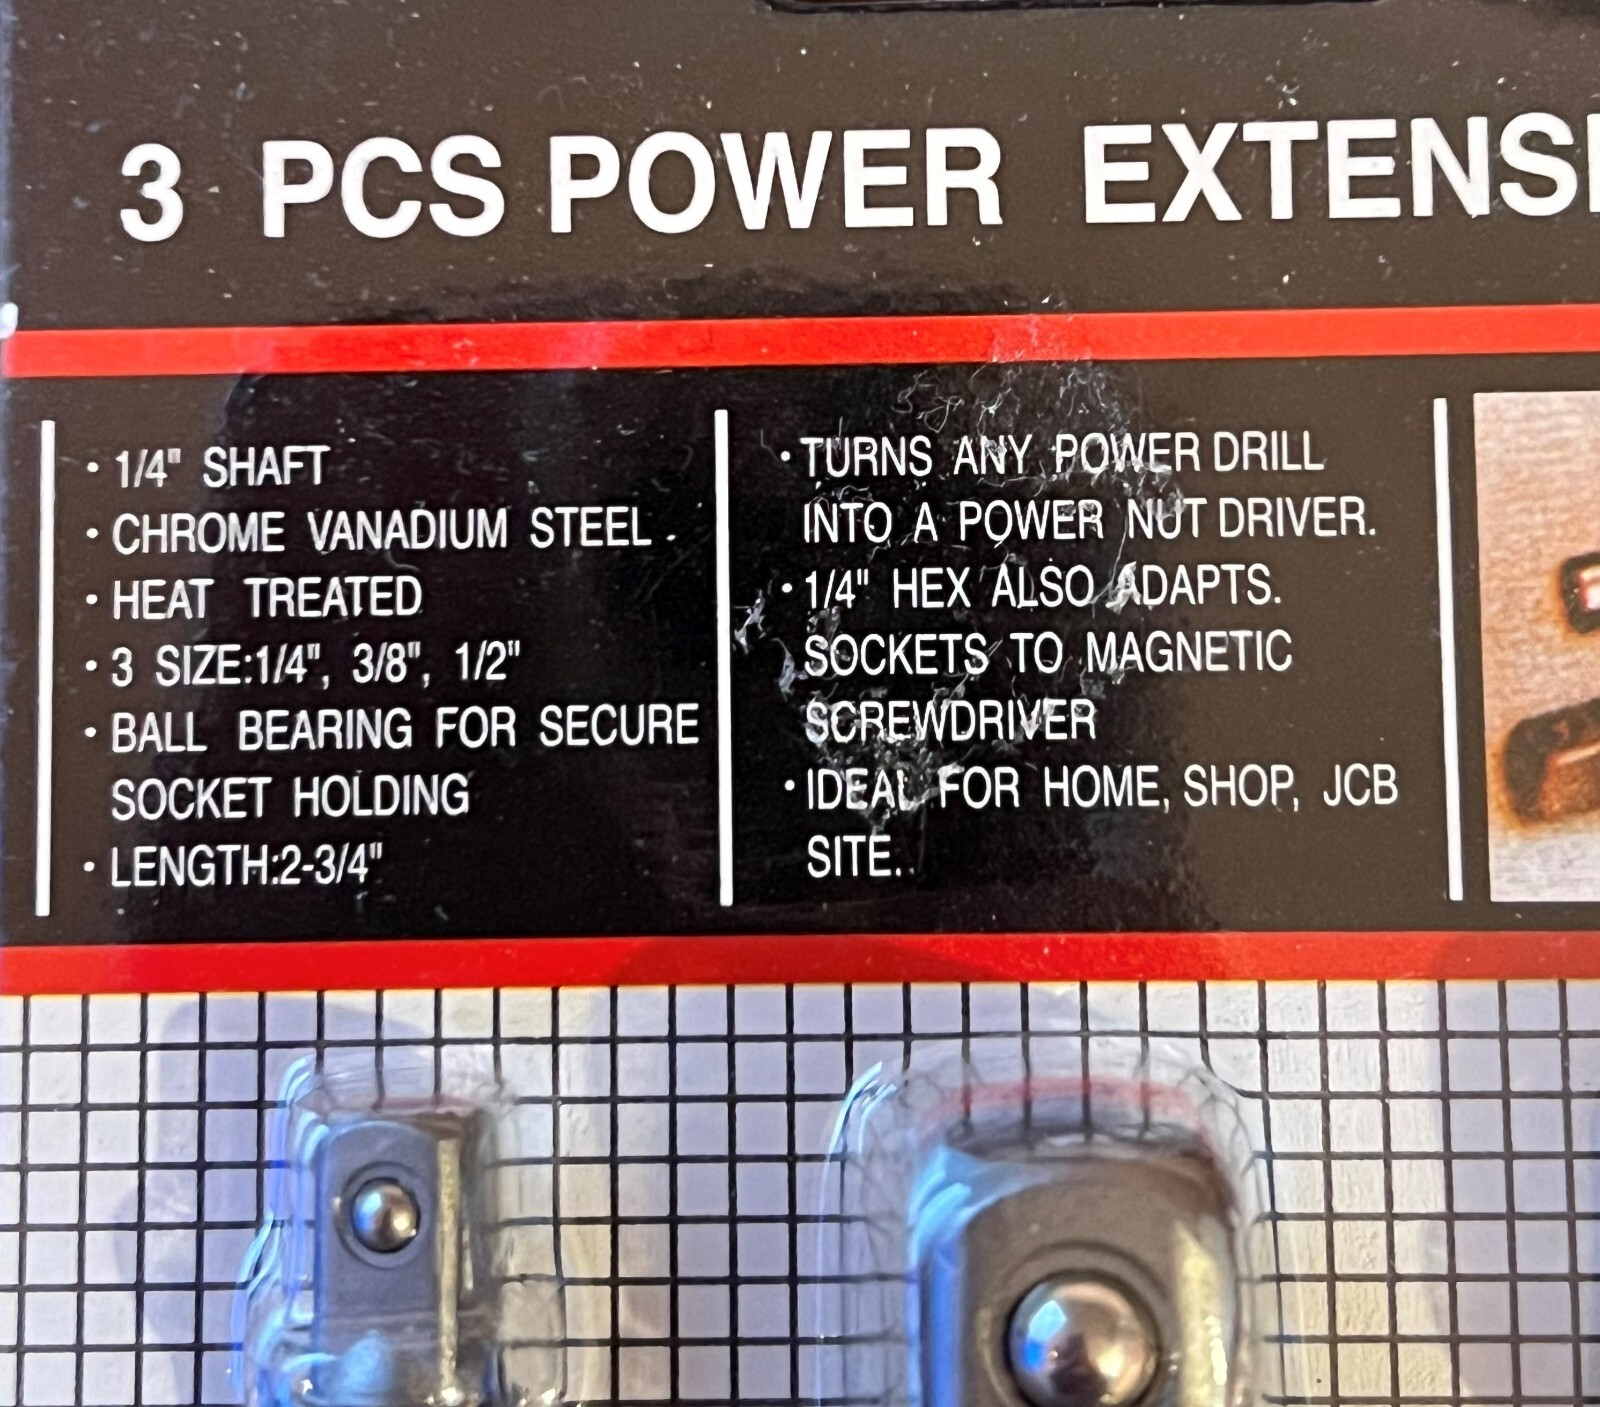 3 PCS POWER EXTENSI
· 1/4" SHAFT
· CHROME VANADIUM STEEL .
· HEAT TREATED
· 3 SIZE:1/4", 3/8", 1/2"
· BALL BEARING FOR SECURE
SOCKET HOLDING
· LENGTH:2-3/4"
· TURNS ANY POWER DRILL
INTO A POWER NUT DRIVER.
· 1/4" HEX ALSO ADAPTS.
SOCKETS TO MAGNETIC
SCREWDRIVER
· IDEAL FOR HOME, SHOP, JCB
SITE.